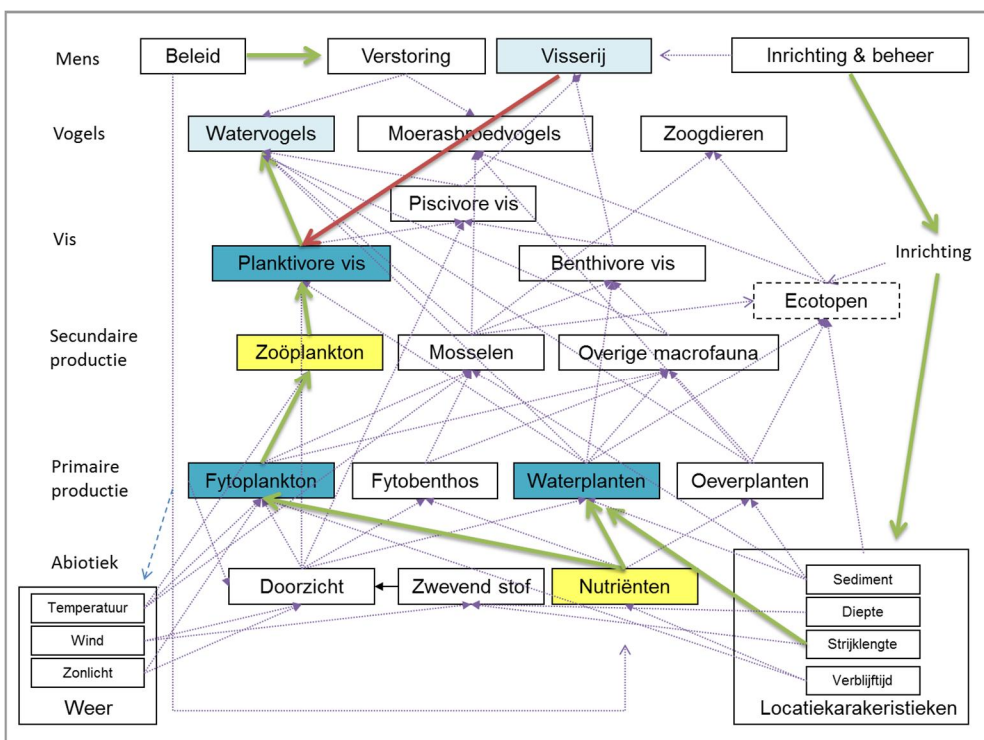 Mens
Beleid
Verstoring
Visserij
Inrichting & beheer
Vogels
Watervogels
Moerasbroedvogels
Zoogdieren
Piscivore vis
Vis
Planktivore vis
Benthivore vis
Inrichting
Ecotopen
Secundaire
productie
Zoöplankton
Mosselen
Overige macrofauna
Primaire
productie
Fytoplankton
Fytobenthos
Waterplanten
Oeverplanten
Abiotiek
Doorzicht
Zwevend stof
Nutriënten
Sediment
Temperatuur
Diepte
Wind
Strijklengte
Zonlicht
Verblijftijd
Weer
Locatiekarakeristieken